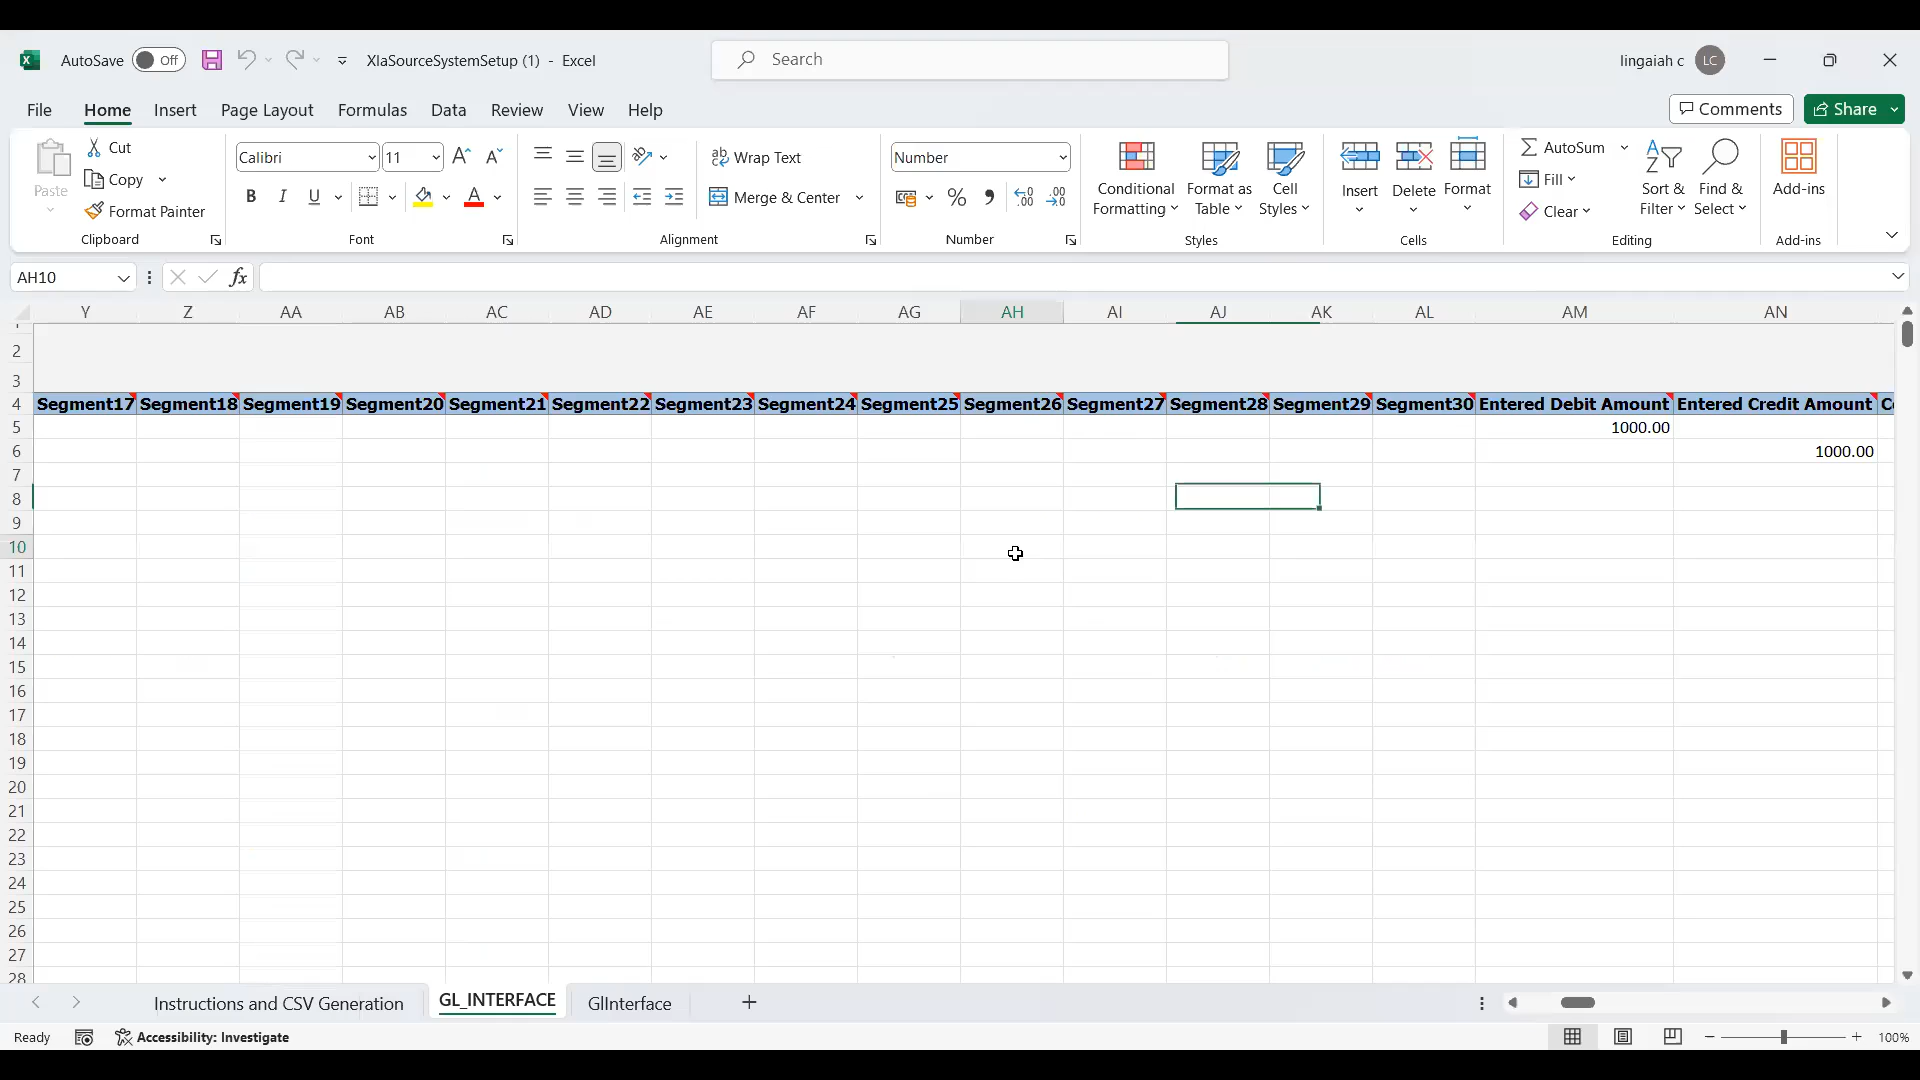 AutoSave Off XlaSourceSystemSetup (1) - Excel Search lingaiah c LC
File Home Insert Page Layout Formulas Data Review View Help Comments Share
Paste Cut Copy Format Painter Clipboard
Calibri 11 A A B I U A Font
ab Wrap Text Merge & Center Alignment
Number % .00 Number
Conditional Formatting Format as Table Cell Styles Styles
Insert Delete Format Cells
AutoSum Fill Clear Sort & Filter Find & Select Editing
Add-ins Add-ins
AH10 fx
Y Z AA AB AC AD AE AF AG AH AI AJ AK AL AM AN
2
3
4 Segment17 Segment18 Segment19 Segment20 Segment21 Segment22 Segment23 Segment24 Segment25 Segment26 Segment27 Segment28 Segment29 Segment30 Entered Debit Amount Entered Credit Amount
5 1000.00
6 1000.00
7
8
9
10
11
12
13
14
15
16
17
18
19
20
21
22
23
24
25
26
27
28
Instructions and CSV Generation GL_INTERFACE GlInterface +
Ready Accessibility: Investigate 100%